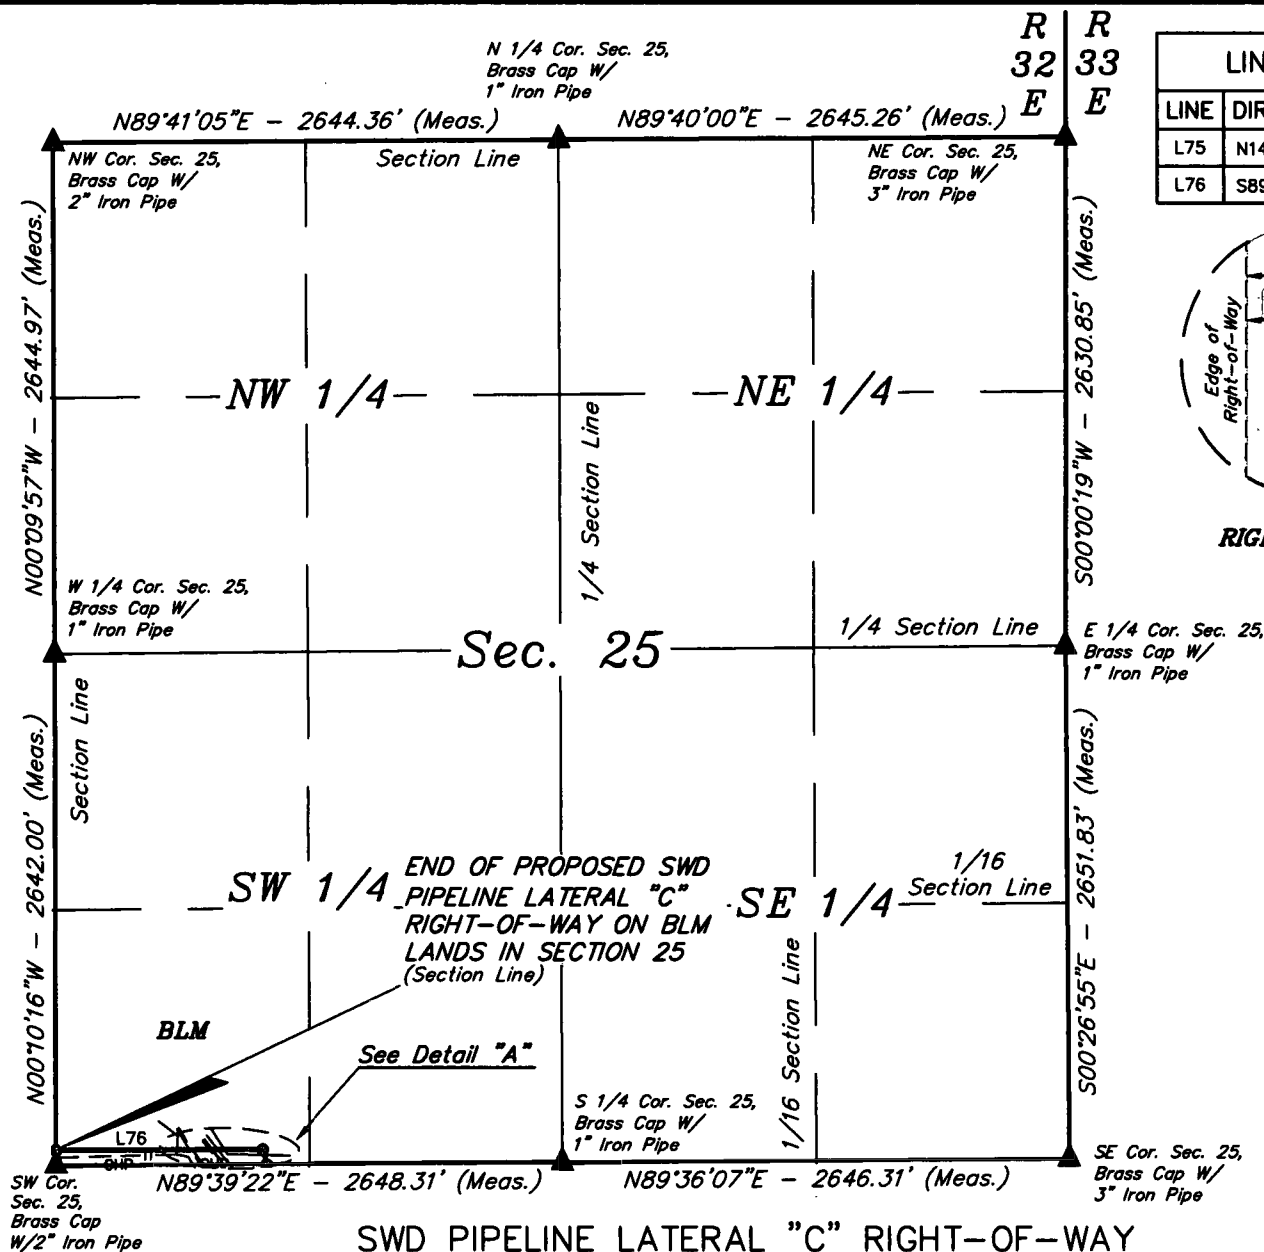 R R
32 33
E E
N 1/4 Cor. Sec. 25,
Brass Cap W/
1" Iron Pipe
N89°41'05"E - 2644.36' (Meas.)
N89°40'00"E - 2645.26' (Meas.)
Section Line
NW Cor. Sec. 25,
Brass Cap W/
2" Iron Pipe
NE Cor. Sec. 25,
Brass Cap W/
3" Iron Pipe
LIN
LINE DIR
L75 N14
L76 S89
Edge of
Right-of-Way
RIG
N00°09'57"W - 2644.97' (Meas.)
S00°00'19"W - 2630.85' (Meas.)
NW 1/4
NE 1/4
1/4 Section Line
W 1/4 Cor. Sec. 25,
Brass Cap W/
1" Iron Pipe
Sec. 25
1/4 Section Line
E 1/4 Cor. Sec. 25,
Brass Cap W/
1" Iron Pipe
Section Line
N00°10'16"W - 2642.00' (Meas.)
S00°26'55"E - 2651.83' (Meas.)
SW 1/4
END OF PROPOSED SWD
PIPELINE LATERAL "C"
RIGHT-OF-WAY ON BLM
LANDS IN SECTION 25
(Section Line)
SE 1/4
1/16
Section Line
1/16 Section Line
BLM
See Detail "A"
L76
OHP
S 1/4 Cor. Sec. 25,
Brass Cap W/
1" Iron Pipe
SW Cor.
Sec. 25,
Brass Cap
W/2" Iron Pipe
N89°39'22"E - 2648.31' (Meas.)
N89°36'07"E - 2646.31' (Meas.)
SE Cor. Sec. 25,
Brass Cap W/
3" Iron Pipe
SWD PIPELINE LATERAL "C" RIGHT-OF-WAY